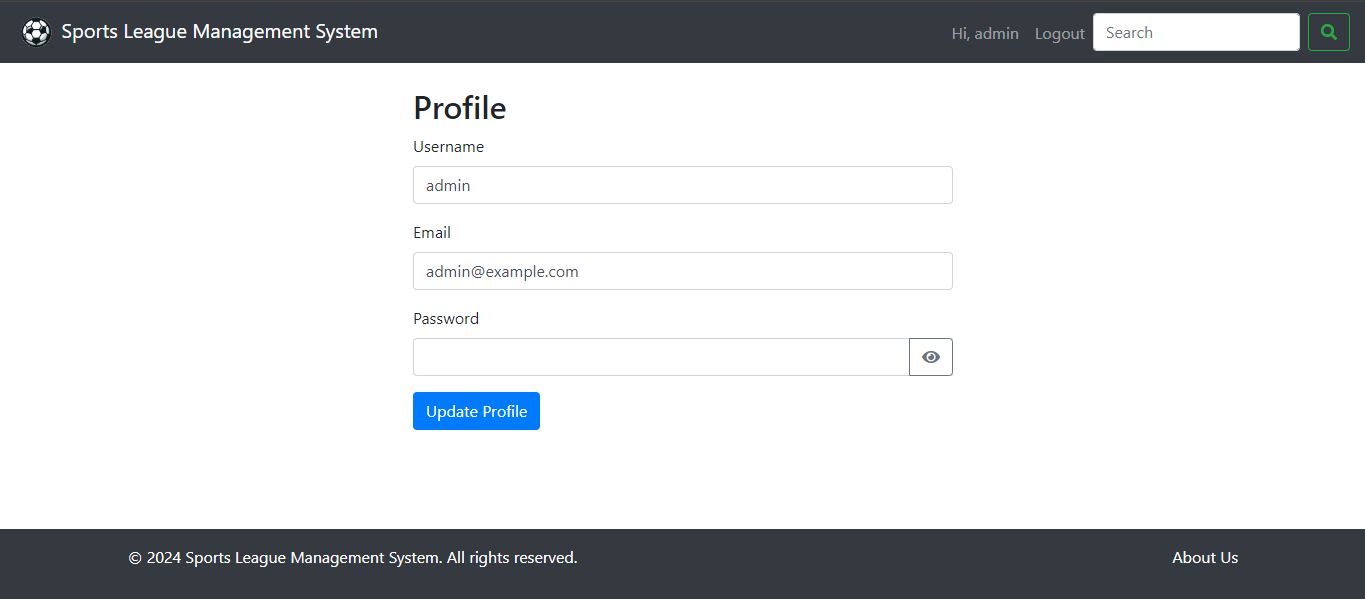 Sports League Management System
Hi, admin Logout Search
Profile
Username
admin
Email
admin@example.com
Password
Update Profile
© 2024 Sports League Management System. All rights reserved. About Us